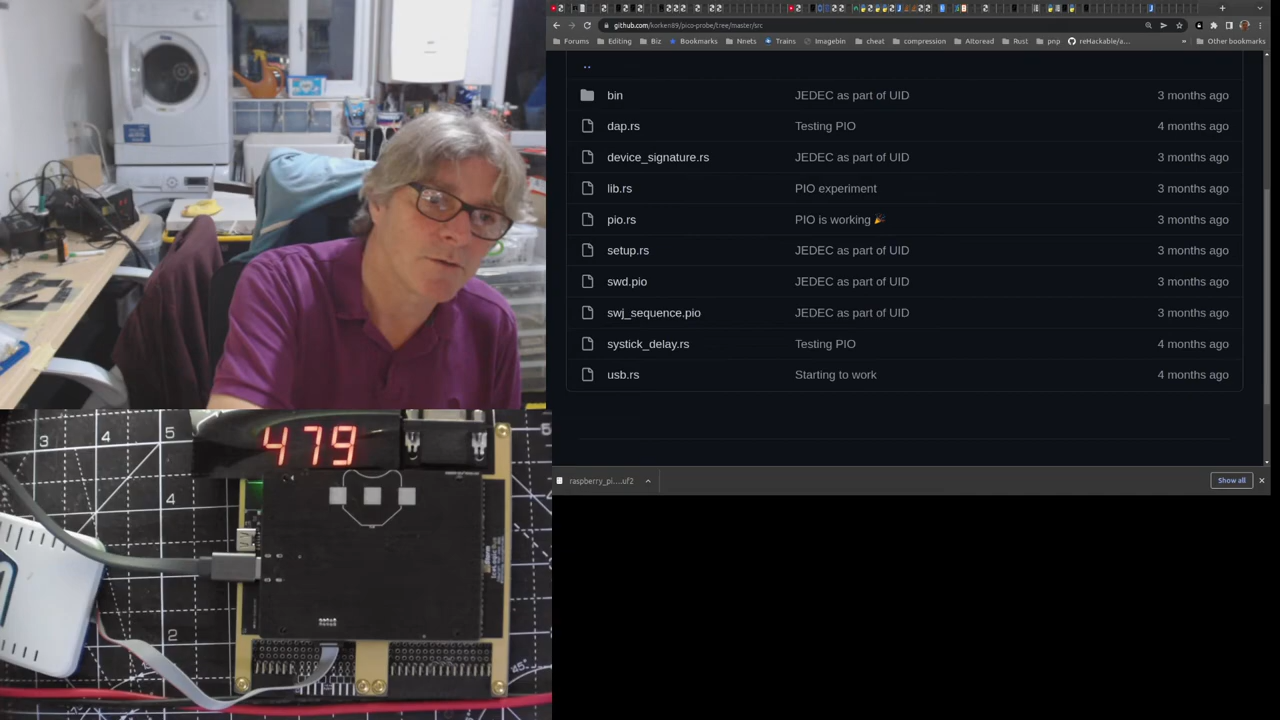 github.com/korken89/pico-probe/tree/master/src
Forums Editing Biz Bookmarks Nnets Trains Imagebin cheat compression Altoread Rust pnp reHackable/a... » Other bookmarks
..
bin JEDEC as part of UID 3 months ago
dap.rs Testing PIO 4 months ago
device_signature.rs JEDEC as part of UID 3 months ago
lib.rs PIO experiment 3 months ago
pio.rs PIO is working 🎉 3 months ago
setup.rs JEDEC as part of UID 3 months ago
swd.pio JEDEC as part of UID 3 months ago
swj_sequence.pio JEDEC as part of UID 3 months ago
systick_delay.rs Testing PIO 4 months ago
usb.rs Starting to work 4 months ago
raspberry_pi....uf2 Show all
479
3 4 5
4
2
45°